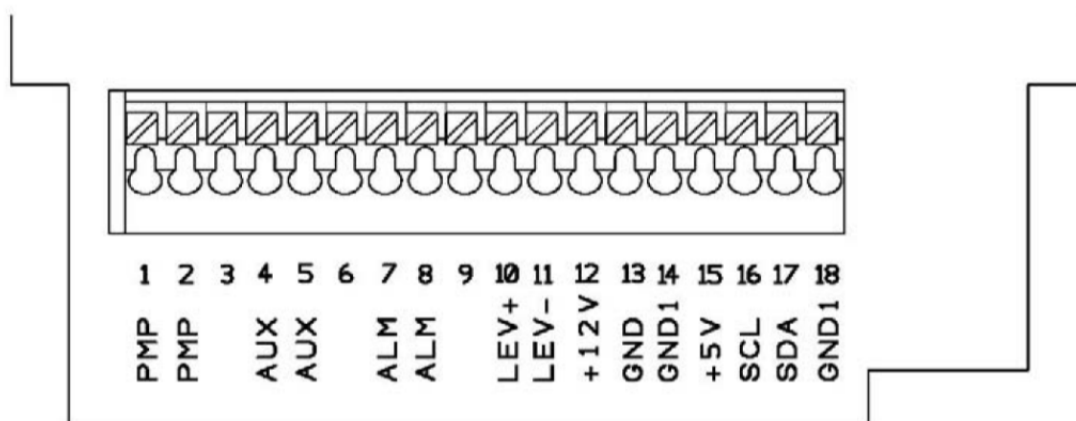 1 2 3 4 5 6 7 8 9 10 11 12 13 14 15 16 17 18
PMP PMP AUX AUX ALM ALM LEV+ LEV- +12V GND GND1 +5V SCL SDA GND1